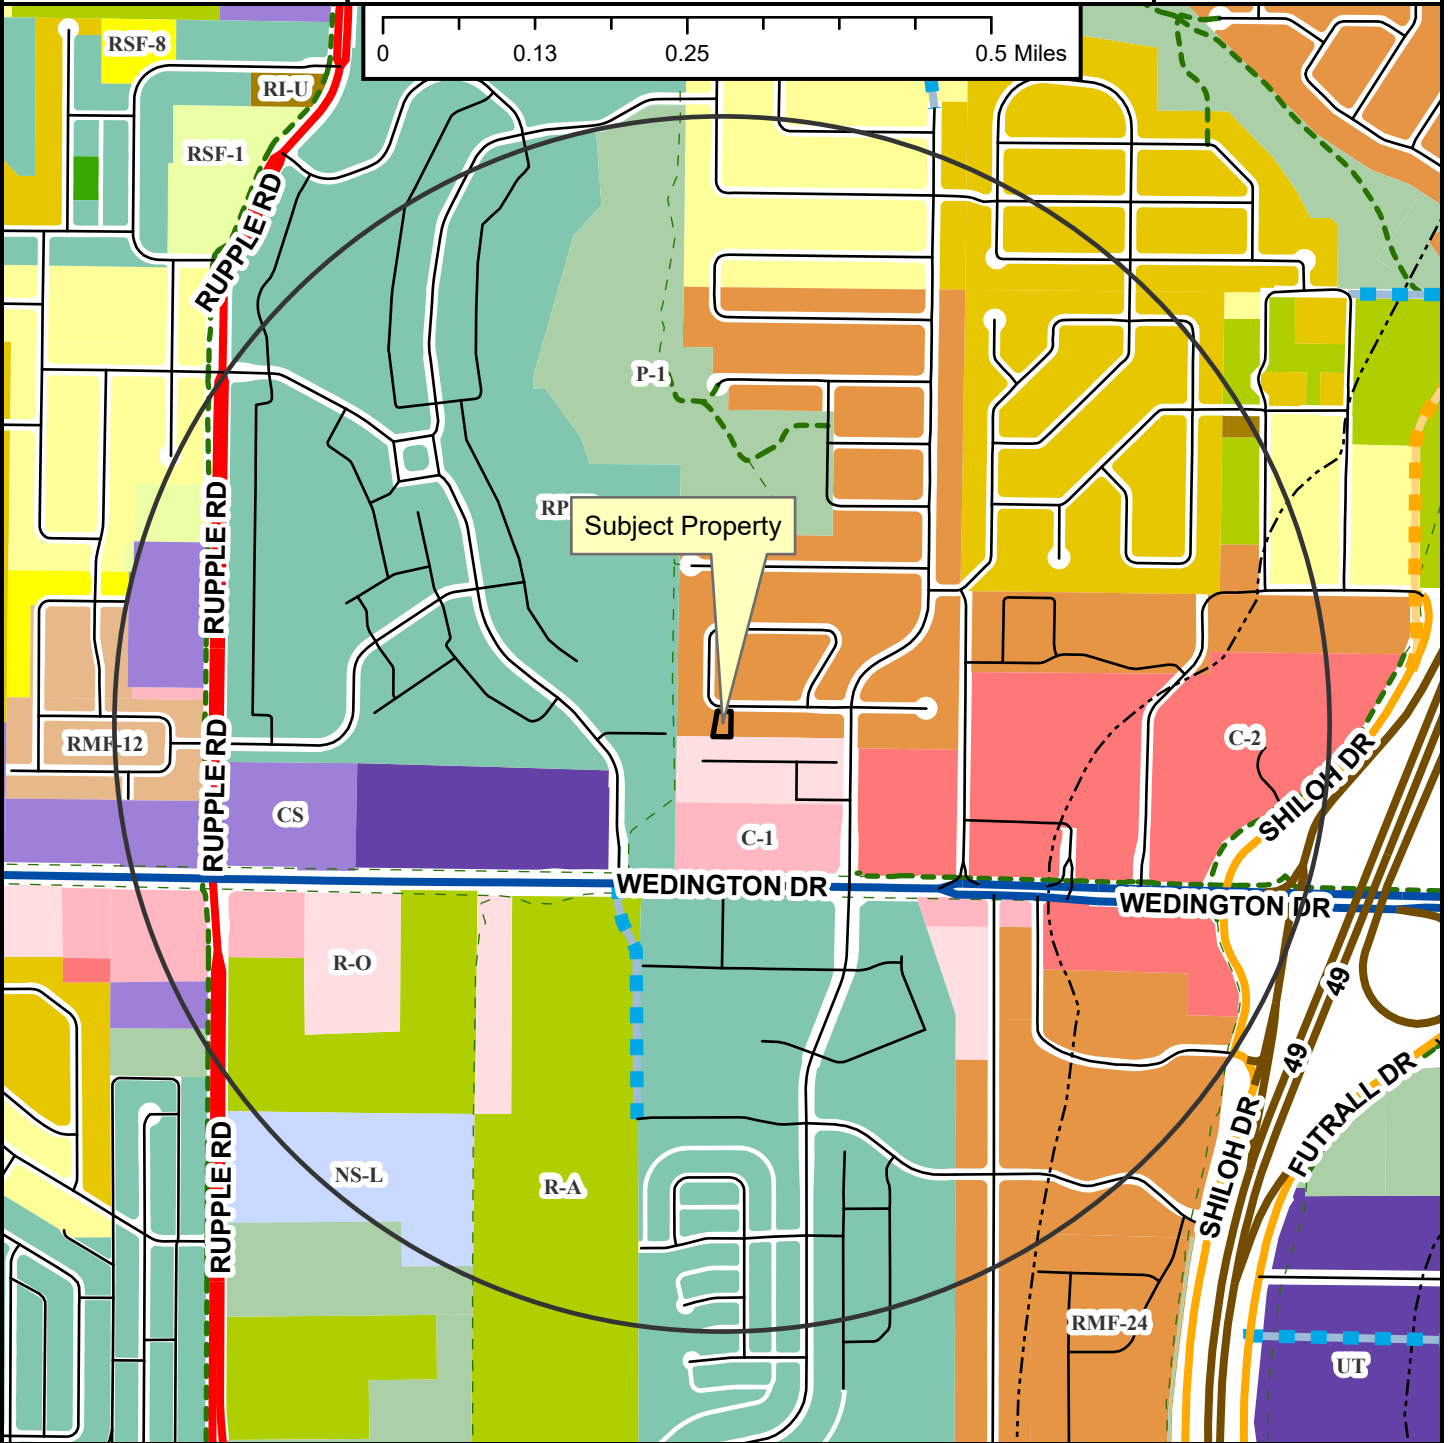 0 0.13 0.25 0.5 Miles
RSF-8
RI-U
RSF-1
RUPPLE RD
P-1
RP
Subject Property
RUPPLE RD
RMF-12
RUPPLE RD
C-2
SHILOH DR
CS
C-1
WEDINGTON DR
WEDINGTON DR
R-O
49
49
FUTRALL DR
SHILOH DR
RUPPLE RD
NS-L
R-A
RMF-24
UT